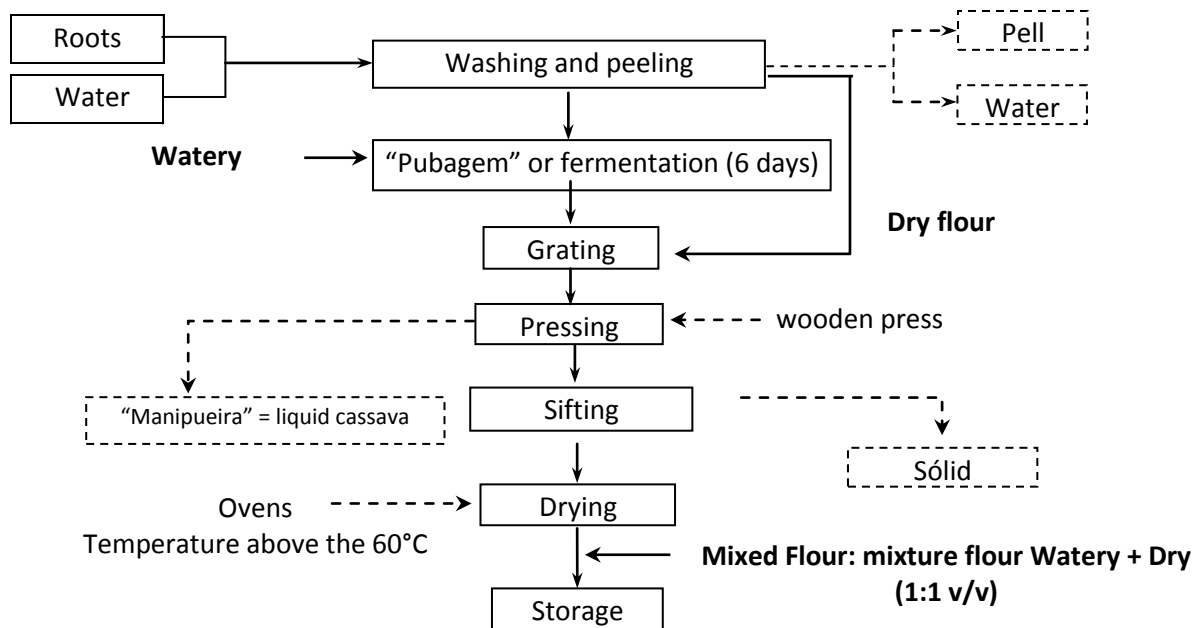 Roots
Water
Washing and peeling
Pell
Water
Watery
“Pubagem” or fermentation (6 days)
Dry flour
Grating
Pressing
wooden press
“Manipueira” = liquid cassava
Sifting
Sólid
Ovens
Temperature above the 60°C
Drying
Mixed Flour: mixture flour Watery + Dry
(1:1 v/v)
Storage